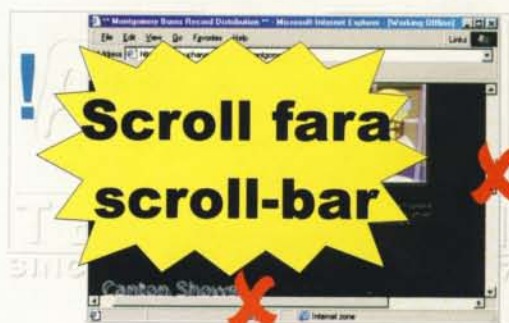 ** Montgomery Burns Record Distribution ** - Microsoft Internet Explorer - [Working Offline]
File Edit View Go Favorites Help
Links
!
Scroll fara
scroll-bar
Canton Shows
Internet zone